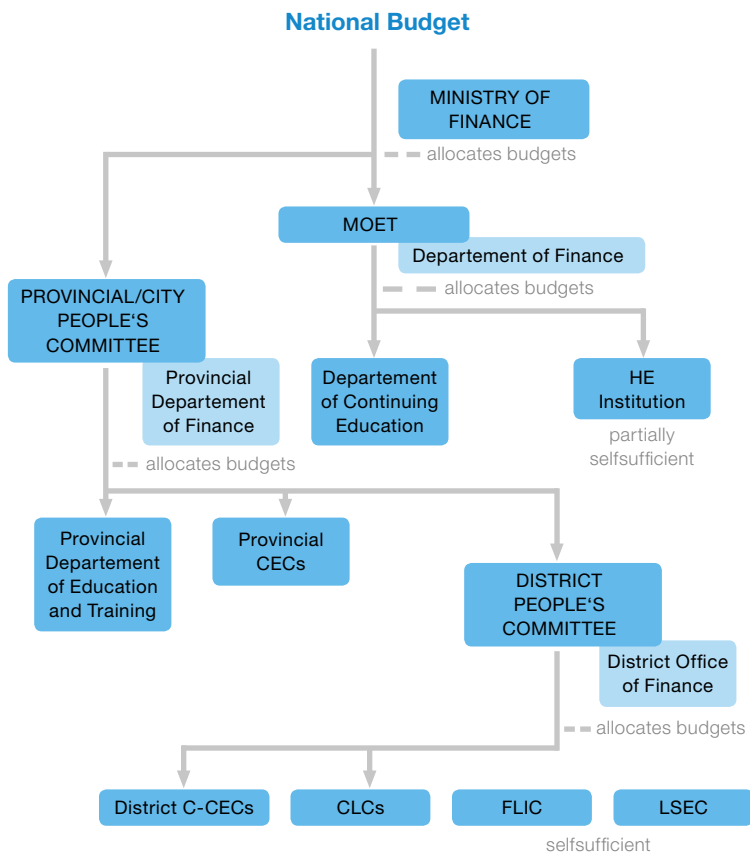 National Budget
MINISTRY OF
FINANCE
allocates budgets
MOET
Departement of Finance
allocates budgets
PROVINCIAL/CITY
PEOPLE‘S
COMMITTEE
Provincial
Department
of Finance
allocates budgets
Departement
of Continuing
Education
HE
Institution
partially
selfsufficient
Provincial
Department
of Education
and Training
Provincial
CECs
DISTRICT
PEOPLE‘S
COMMITTEE
District Office
of Finance
allocates budgets
District C-CECs
CLCs
FLIC
LSEC
selfsufficient